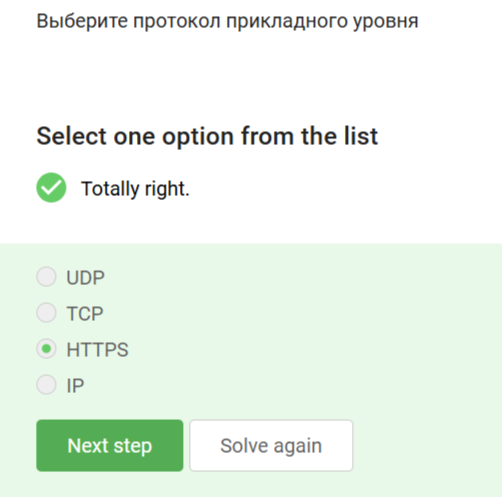 Выберите протокол прикладного уровня
Select one option from the list
Totally right.
UDP
TCP
HTTPS
IP
Next step
Solve again